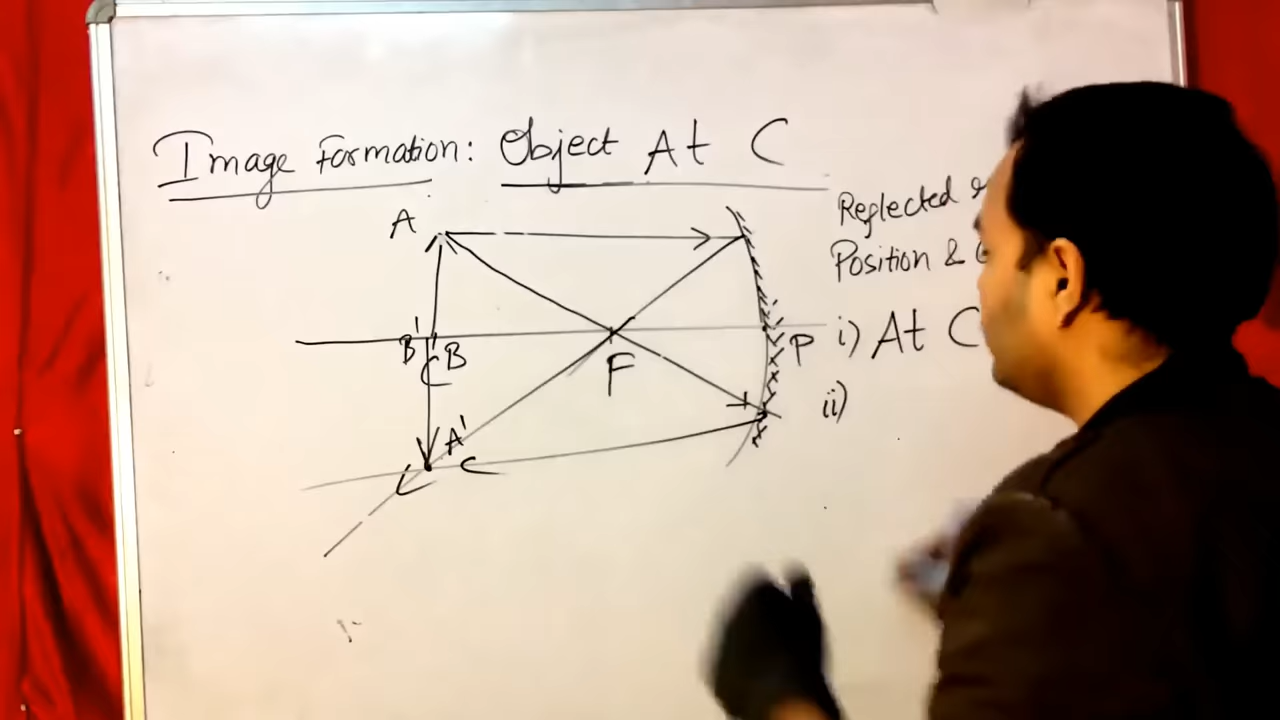 Image Formation: Object At C
A
Reflected
Position &
B' B
C
F
P
i) At C
ii)
A'